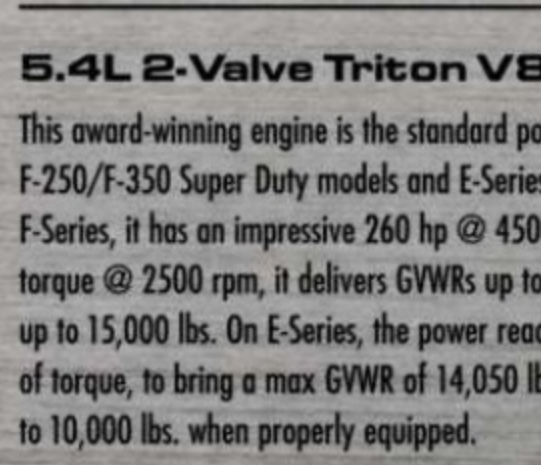 5.4L 2-Valve Triton V8
This award-winning engine is the standard po
F-250/F-350 Super Duty models and E-Series
F-Series, it has an impressive 260 hp @ 450
torque @ 2500 rpm, it delivers GVWRs up to
up to 15,000 lbs. On E-Series, the power reac
of torque, to bring a max GVWR of 14,050 lb
to 10,000 lbs. when properly equipped.